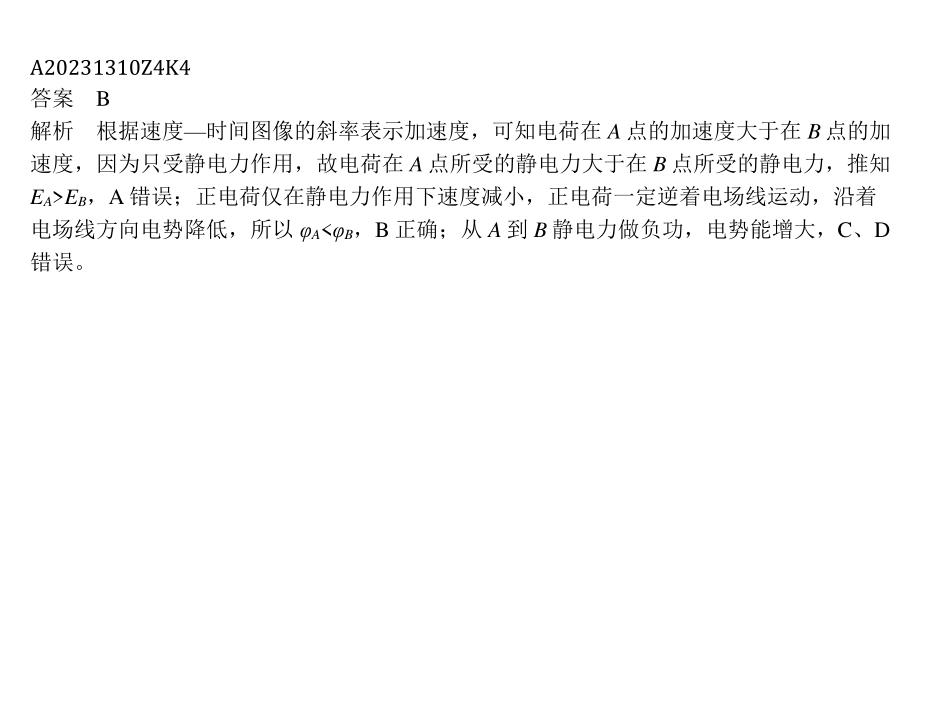 A20231310Z4K4
答案　B
解析　根据速度—时间图像的斜率表示加速度，可知电荷在 A 点的加速度大于在 B 点的加
速度，因为只受静电力作用，故电荷在 A 点所受的静电力大于在 B 点所受的静电力，推知
EA>EB，A 错误；正电荷仅在静电力作用下速度减小，正电荷一定逆着电场线运动，沿着
电场线方向电势降低，所以 φA<φB，B 正确；从 A 到 B 静电力做负功，电势能增大，C、D
错误。